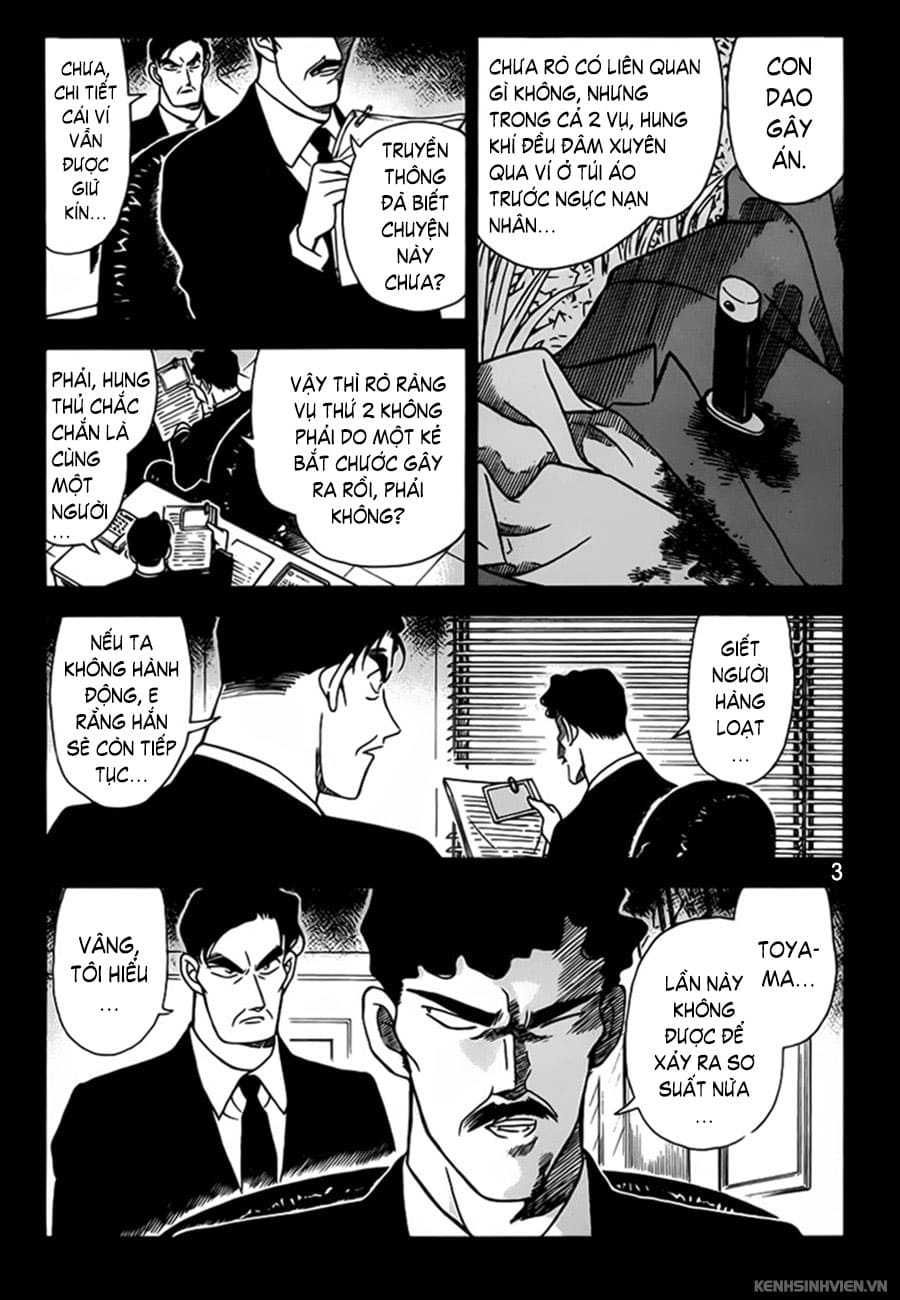 CON
DAO
GÂY
ÁN.
CHƯA RÕ CÓ LIÊN QUAN
GÌ KHÔNG, NHƯNG
TRONG CẢ 2 VỤ, HUNG
KHÍ ĐỀU ĐÂM XUYÊN
QUA VÍ Ở TÚI ÁO
TRƯỚC NGỰC NẠN
NHÂN...
TRUYỀN
THÔNG
ĐÃ BIẾT
CHUYỆN
NÀY
CHƯA?
CHƯA,
CHI TIẾT
CÁI VÍ
VẪN
ĐƯỢC
GIỮ
KÍN...
VẬY THÌ RÕ RÀNG
VỤ THỨ 2 KHÔNG
PHẢI DO MỘT KẺ
BẮT CHƯỚC GÂY
RA RỒI, PHẢI
KHÔNG?
PHẢI, HUNG
THỦ CHẮC
CHẮN LÀ
CÙNG
MỘT
NGƯỜI
...
GIẾT
NGƯỜI
HÀNG
LOẠT
...
NẾU TA
KHÔNG HÀNH
ĐỘNG, E
RẰNG HẮN
SẼ CÒN TIẾP
TỤC...
3
TOYA-
MA...
LẦN NÀY
KHÔNG
ĐƯỢC ĐỂ
XẢY RA SƠ
SUẤT NỮA
...
VÂNG,
TÔI HIỂU
...
KENHSINHVIEN.VN